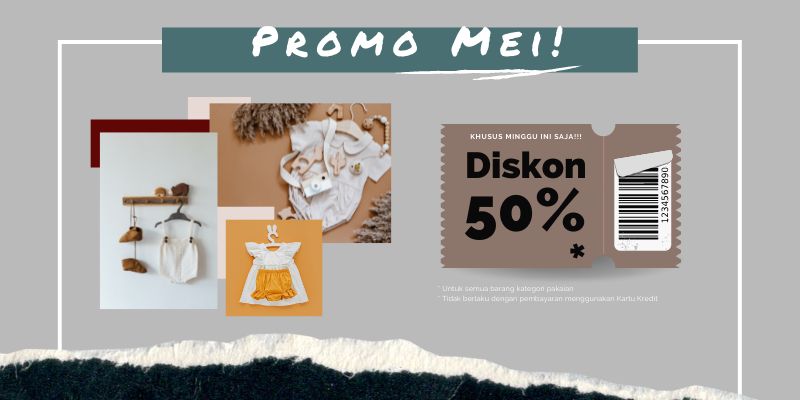 Promo Mei!
KHUSUS MINGGU INI SAJA!!!
Diskon
50%
*
1234567890
* Untuk semua barang kategori pakaian
* Tidak berlaku dengan pembayaran menggunakan Kartu Kredit